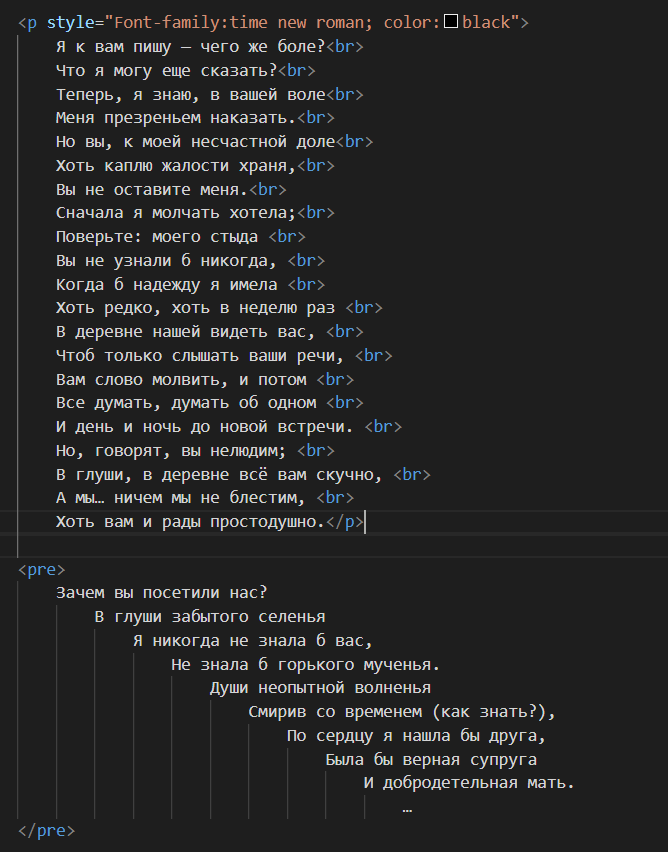 <p style="Font-family:time new roman; color:black">
Я к вам пишу – чего же боле?<br>
Что я могу еще сказать?<br>
Теперь, я знаю, в вашей воле<br>
Меня презреньем наказать.<br>
Но вы, к моей несчастной доле<br>
Хоть каплю жалости храня,<br>
Вы не оставите меня.<br>
Сначала я молчать хотела;<br>
Поверьте: моего стыда <br>
Вы не узнали б никогда, <br>
Когда б надежду я имела <br>
Хоть редко, хоть в неделю раз <br>
В деревне нашей видеть вас, <br>
Чтоб только слышать ваши речи, <br>
Вам слово молвить, и потом <br>
Все думать, думать об одном <br>
И день и ночь до новой встречи. <br>
Но, говорят, вы нелюдим; <br>
В глуши, в деревне всё вам скучно, <br>
А мы… ничем мы не блестим, <br>
Хоть вам и рады простодушно.</p>
<pre>
Зачем вы посетили нас?
В глуши забытого селенья
Я никогда не знала б вас,
Не знала б горького мученья.
Души неопытной волненья
Смирив со временем (как знать?),
По сердцу я нашла бы друга,
Была бы верная супруга
И добродетельная мать.
…
</pre>